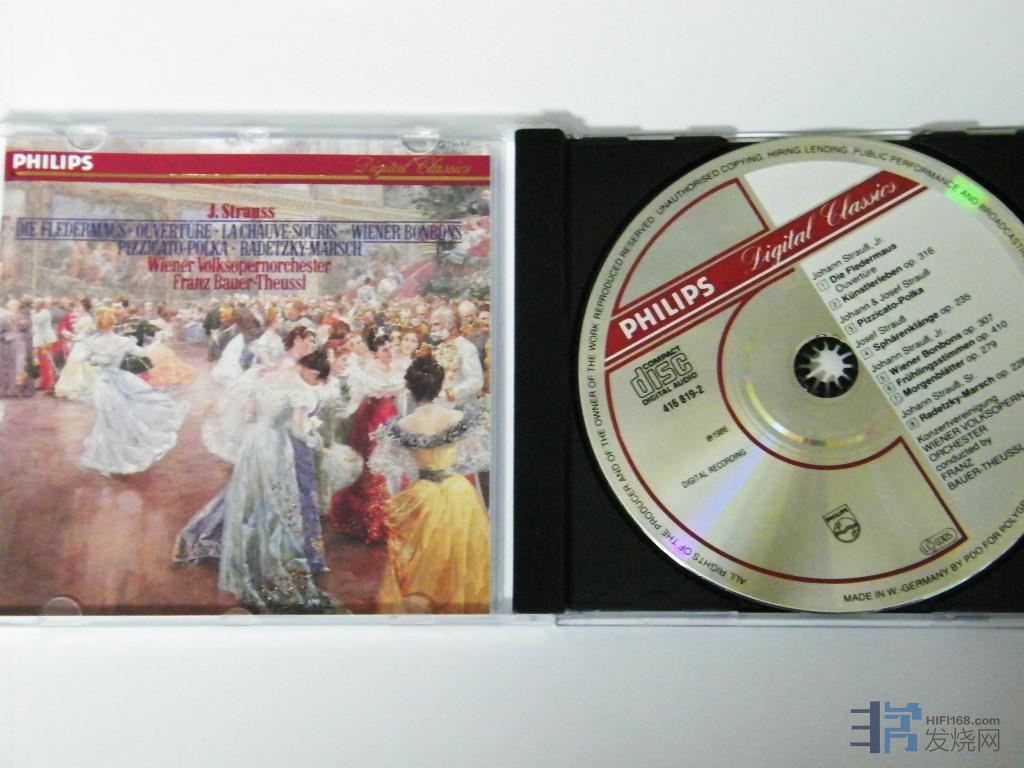 PHILIPS
Digital Classics
J. Strauss
DIE FLEDERMAUS · OUVERTURE · LA CHAUVE-SOURIS · WIENER BONBONS
PIZZICATO-POLKA · RADETZKY-MARSCH
Wiener Volksopernorchester
Franz Bauer-Theussl
ALL RIGHTS OF THE PRODUCER AND OF THE OWNER OF THE WORK REPRODUCED RESERVED. UNAUTHORISED COPYING, HIRING, LENDING, PUBLIC PERFORMANCE AND BROADCASTI
PHILIPS Digital Classics
COMPACT
disc
DIGITAL AUDIO
416 819-2
℗ 1986
DIGITAL RECORDING
Johann Strauß, Jr.
1 Die Fledermaus
Ouvertüre
2 Künstlerleben op. 316
Johann & Josef Strauß
3 Pizzicato-Polka
Josef Strauß
4 Sphärenklänge op. 235
Johann Strauß, Jr.
5 Wiener Bonbons op. 307
6 Frühlingsstimmen op. 410
7 Morgenblätter op. 279
Johann Strauß, Sr.
8 Radetzky-Marsch op. 228
Konzertvereinigung
WIENER VOLKSOPERN
ORCHESTER
conducted by
FRANZ
BAUER-THEUSSL
PHILIPS
MADE IN W.-GERMANY BY PDO FOR POLYG
HIFI168.com
发烧网